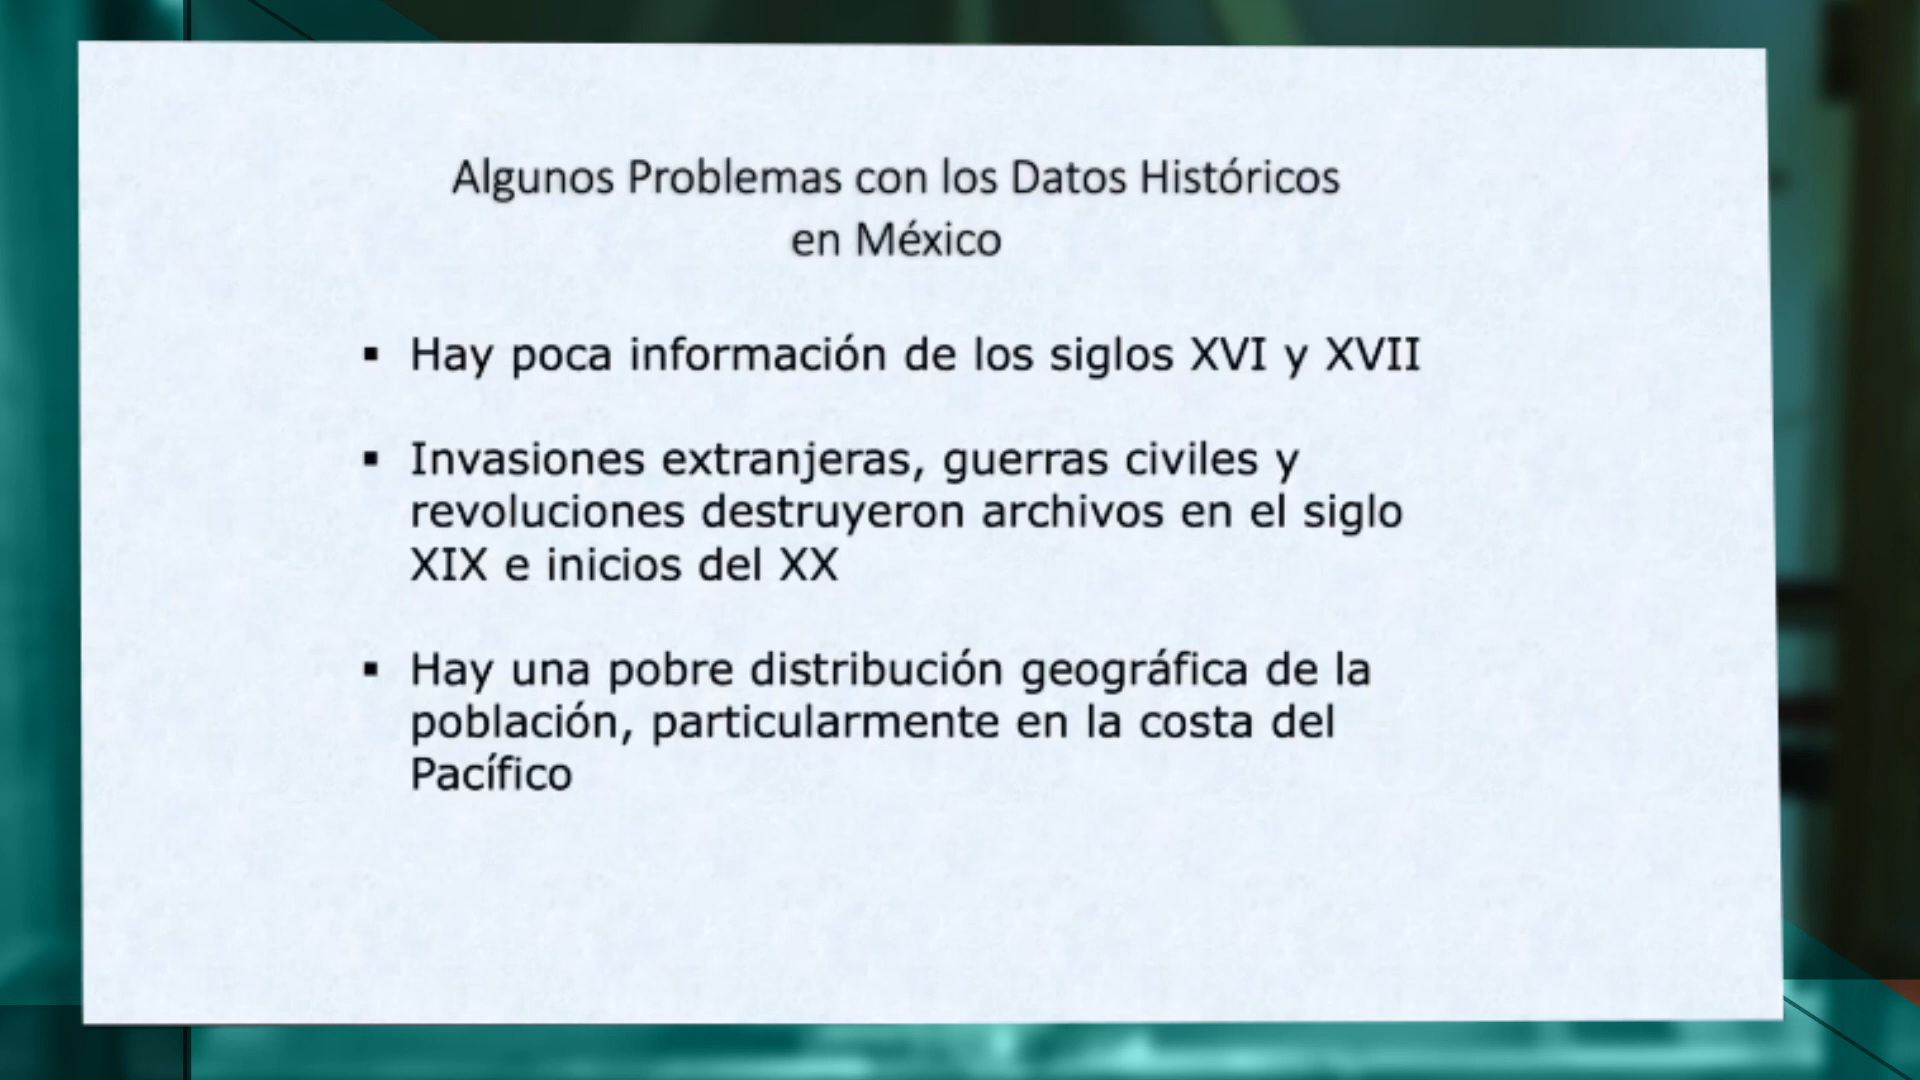 Algunos Problemas con los Datos Históricos
en México
▪ Hay poca información de los siglos XVI y XVII
▪ Invasiones extranjeras, guerras civiles y
revoluciones destruyeron archivos en el siglo
XIX e inicios del XX
▪ Hay una pobre distribución geográfica de la
población, particularmente en la costa del
Pacífico